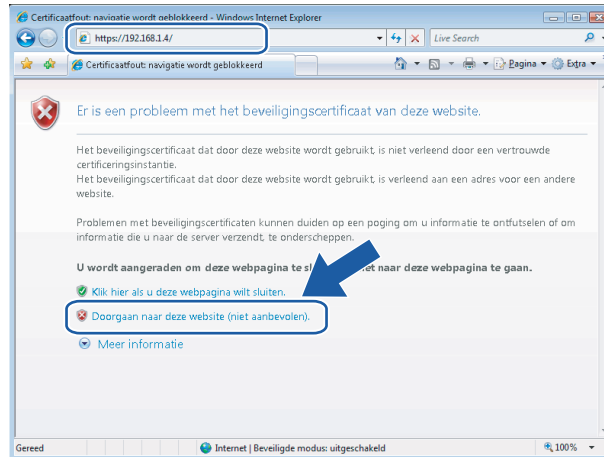 Certificaatfout: navigatie wordt geblokkeerd - Windows Internet Explorer
https://192.168.1.4/
Live Search
Certificaatfout: navigatie wordt geblokkeerd
Pagina
Extra
Er is een probleem met het beveiligingscertificaat van deze website.
Het beveiligingscertificaat dat door deze website wordt gebruikt, is niet verleend door een vertrouwde
certificeringsinstantie.
Het beveiligingscertificaat dat door deze website wordt gebruikt, is verleend aan een adres voor een andere
website.
Problemen met beveiligingscertificaten kunnen duiden op een poging om u informatie te ontfutselen of om
informatie die u naar de server verzendt, te onderscheppen.
U wordt aangeraden om deze webpagina te naar deze webpagina te gaan.
Klik hier als u deze webpagina wilt sluiten.
Doorgaan naar deze website (niet aanbevolen).
Meer informatie
Gereed
Internet | Beveiligde modus: uitgeschakeld
100%